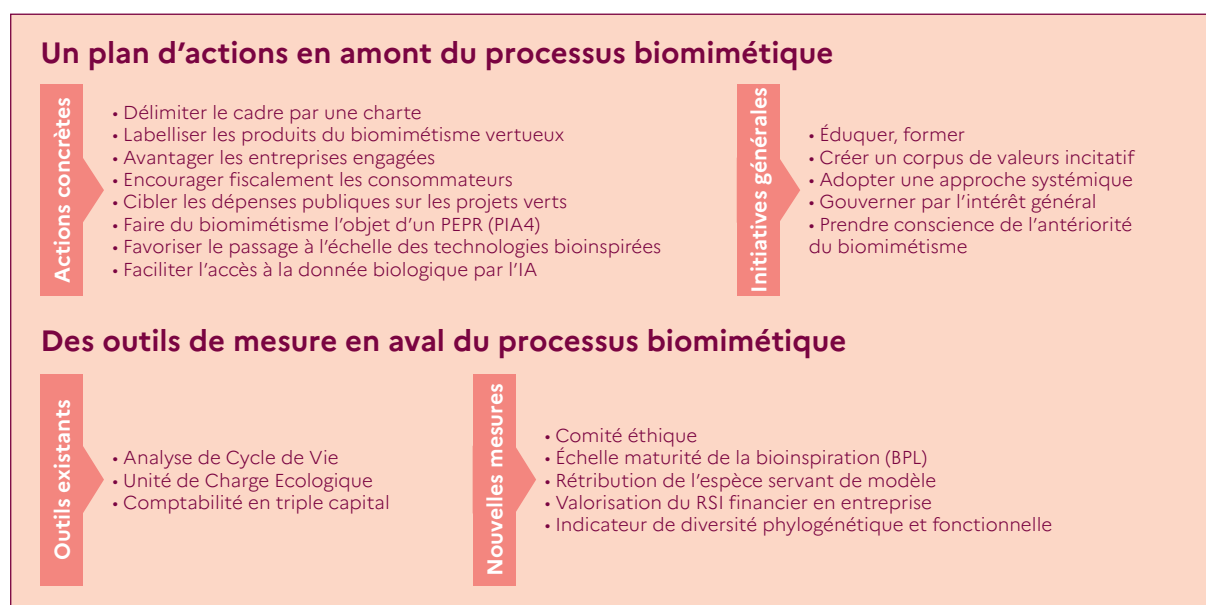 Un plan d’actions en amont du processus biomimétique
Actions concrètes
• Délimiter le cadre par une charte
• Labelliser les produits du biomimétisme vertueux
• Avantager les entreprises engagées
• Encourager fiscalement les consommateurs
• Cibler les dépenses publiques sur les projets verts
• Faire du biomimétisme l’objet d’un PEPR (PIA4)
• Favoriser le passage à l’échelle des technologies bioinspirées
• Faciliter l’accès à la donnée biologique par l’IA
Initiatives générales
• Éduquer, former
• Créer un corpus de valeurs incitatif
• Adopter une approche systémique
• Gouverner par l’intérêt général
• Prendre conscience de l’antériorité
du biomimétisme
Des outils de mesure en aval du processus biomimétique
Outils existants
• Analyse de Cycle de Vie
• Unité de Charge Ecologique
• Comptabilité en triple capital
Nouvelles mesures
• Comité éthique
• Échelle maturité de la bioinspiration (BPL)
• Rétribution de l’espèce servant de modèle
• Valorisation du RSI financier en entreprise
• Indicateur de diversité phylogénétique et fonctionnelle